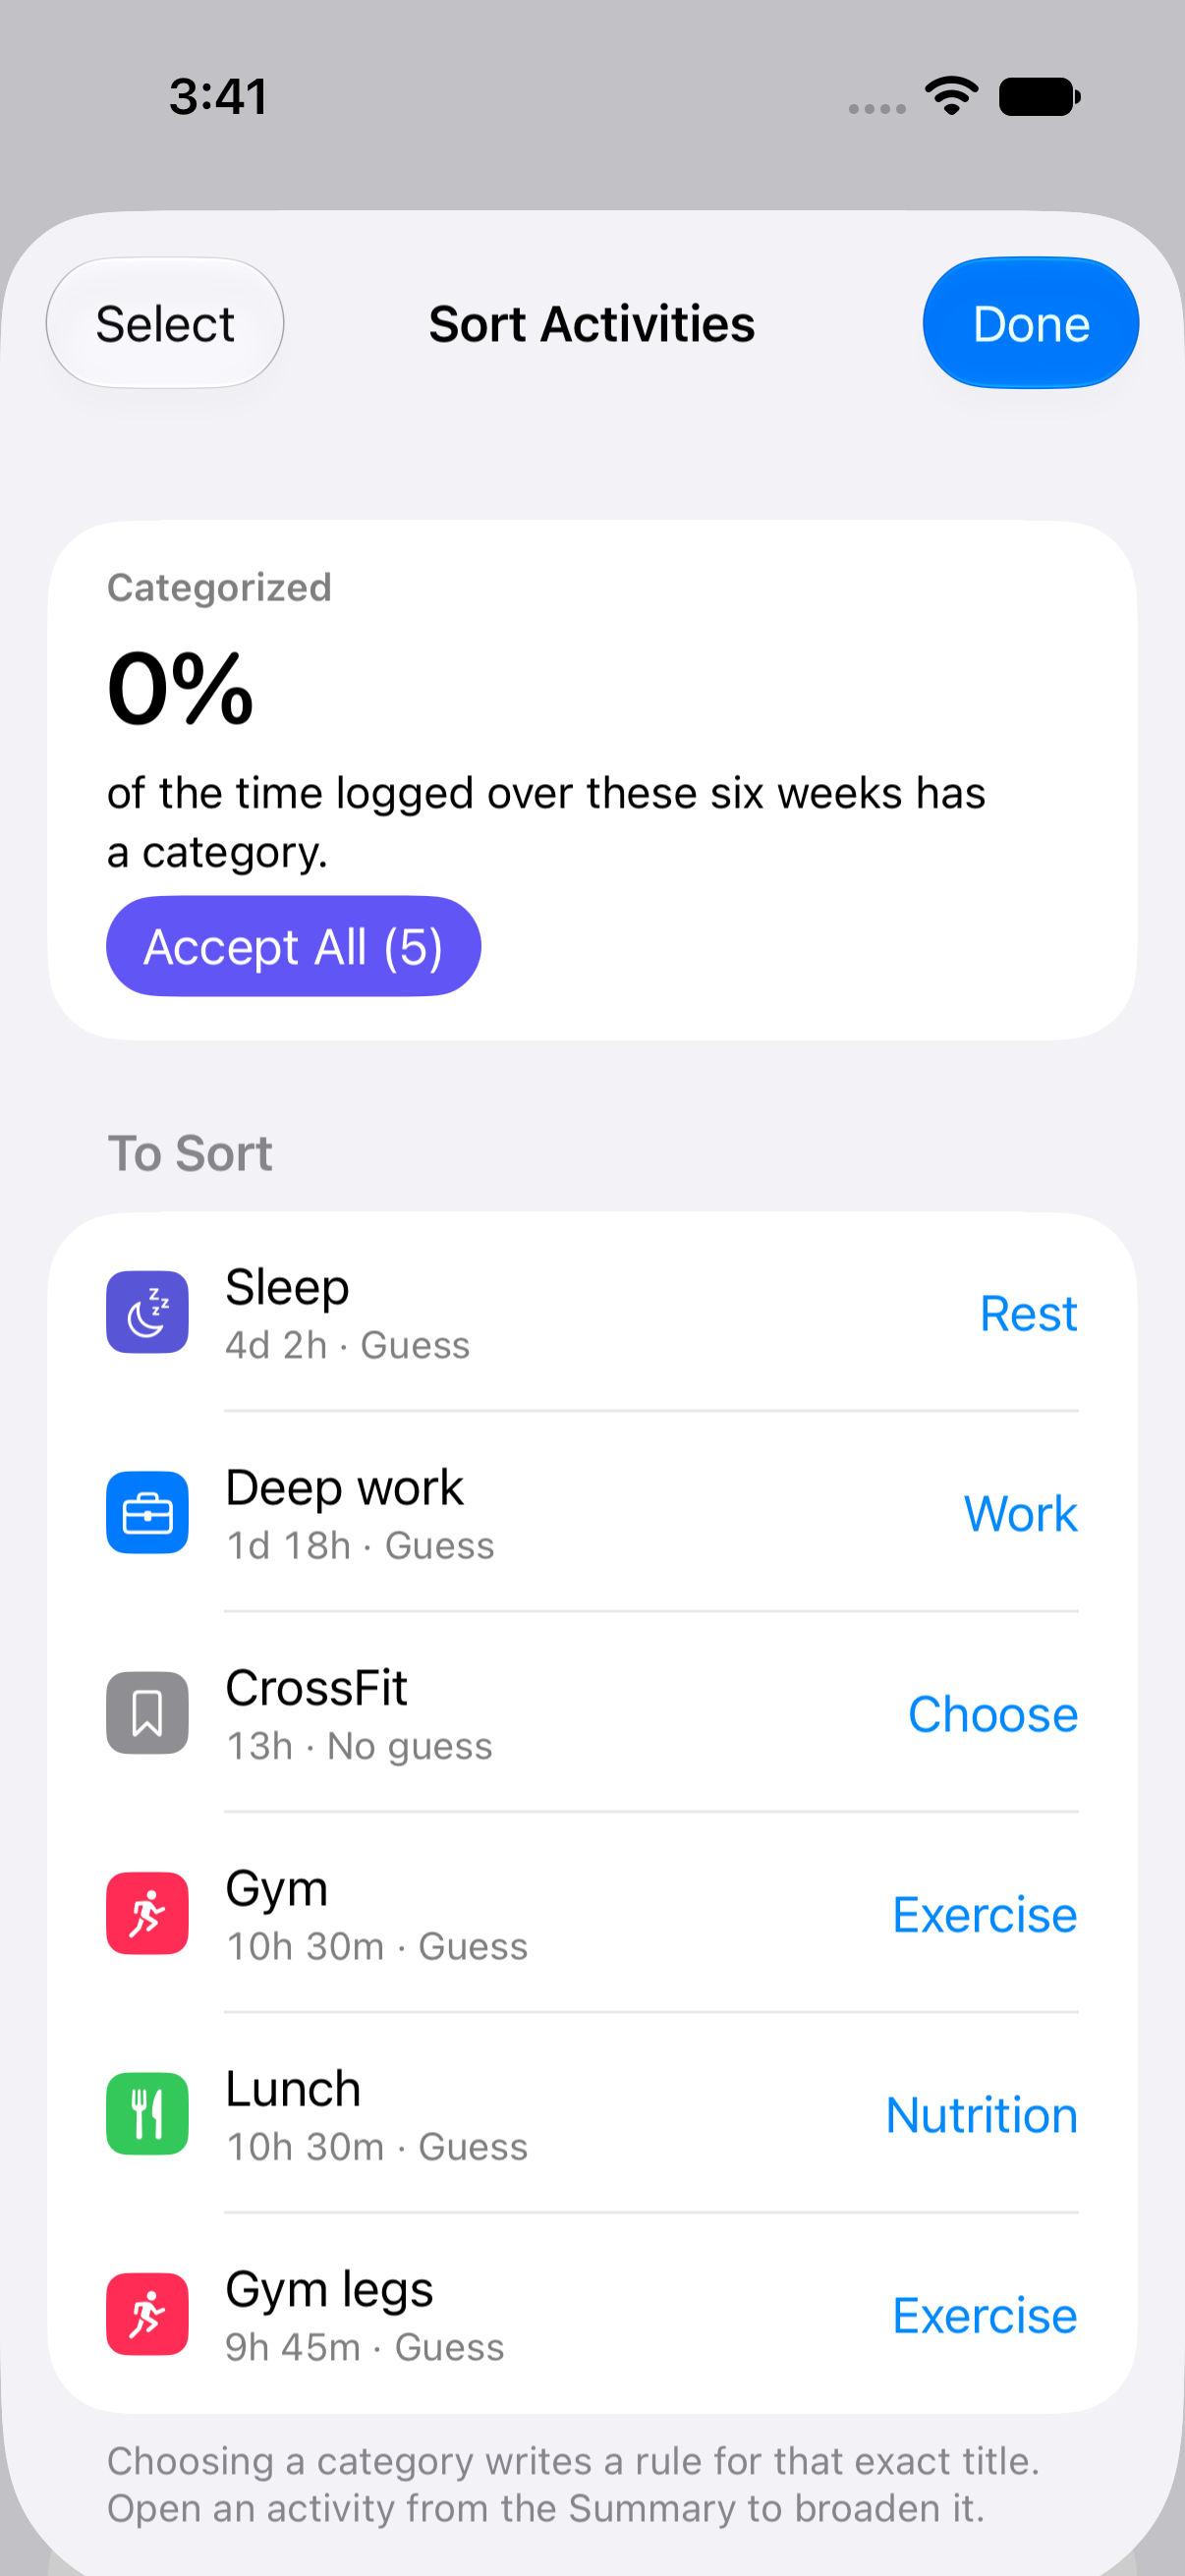 3:41
Select
Sort Activities
Done
Categorized
0%
of the time logged over these six weeks has
a category.
Accept All (5)
To Sort
Sleep
4d 2h · Guess
Rest
Deep work
1d 18h · Guess
Work
CrossFit
13h · No guess
Choose
Gym
10h 30m · Guess
Exercise
Lunch
10h 30m · Guess
Nutrition
Gym legs
9h 45m · Guess
Exercise
Choosing a category writes a rule for that exact title.
Open an activity from the Summary to broaden it.